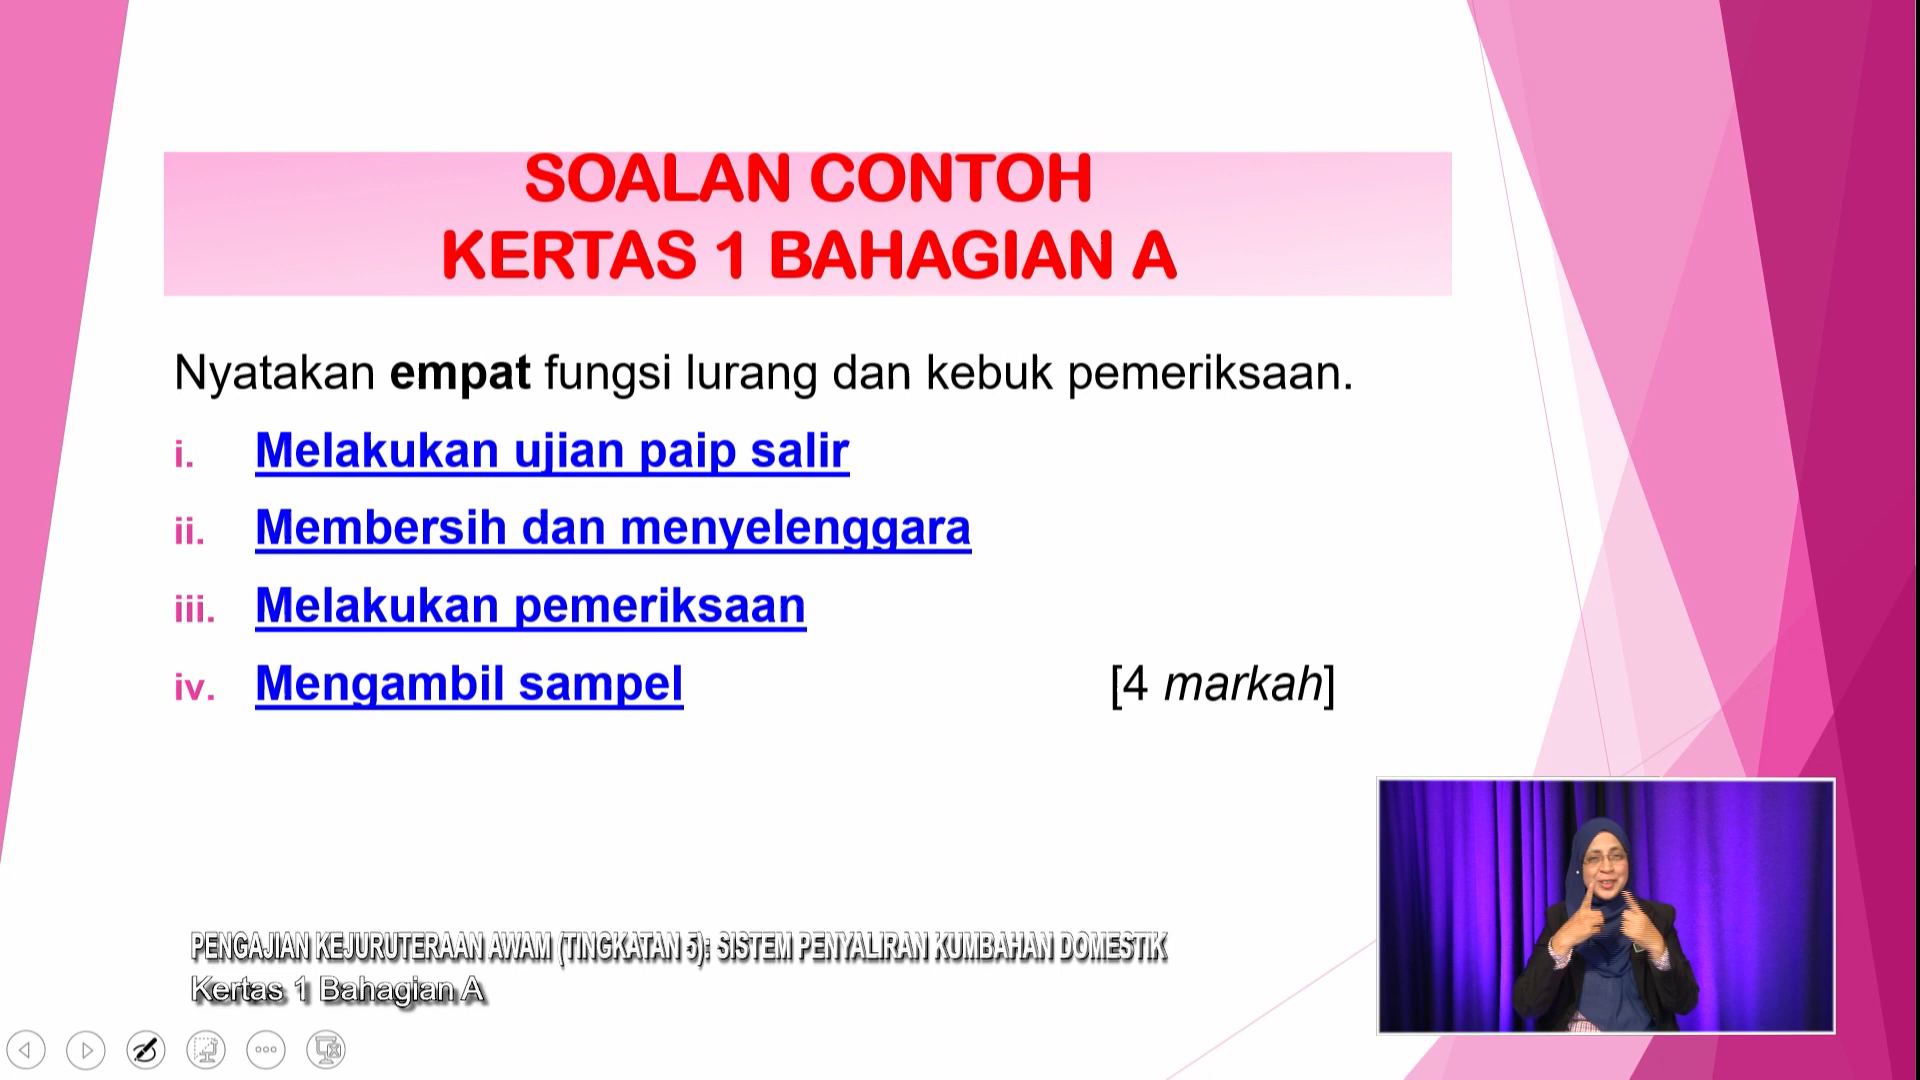 SOALAN CONTOH
KERTAS 1 BAHAGIAN A
Nyatakan empat fungsi lurang dan kebuk pemeriksaan.
i. Melakukan ujian paip salir
ii. Membersih dan menyelenggara
iii. Melakukan pemeriksaan
iv. Mengambil sampel [4 markah]
PENGAJIAN KEJURUTERAAN AWAM (TINGKATAN 5): SISTEM PENYALIRAN KUMBAHAN DOMESTIK
Kertas 1 Bahagian A